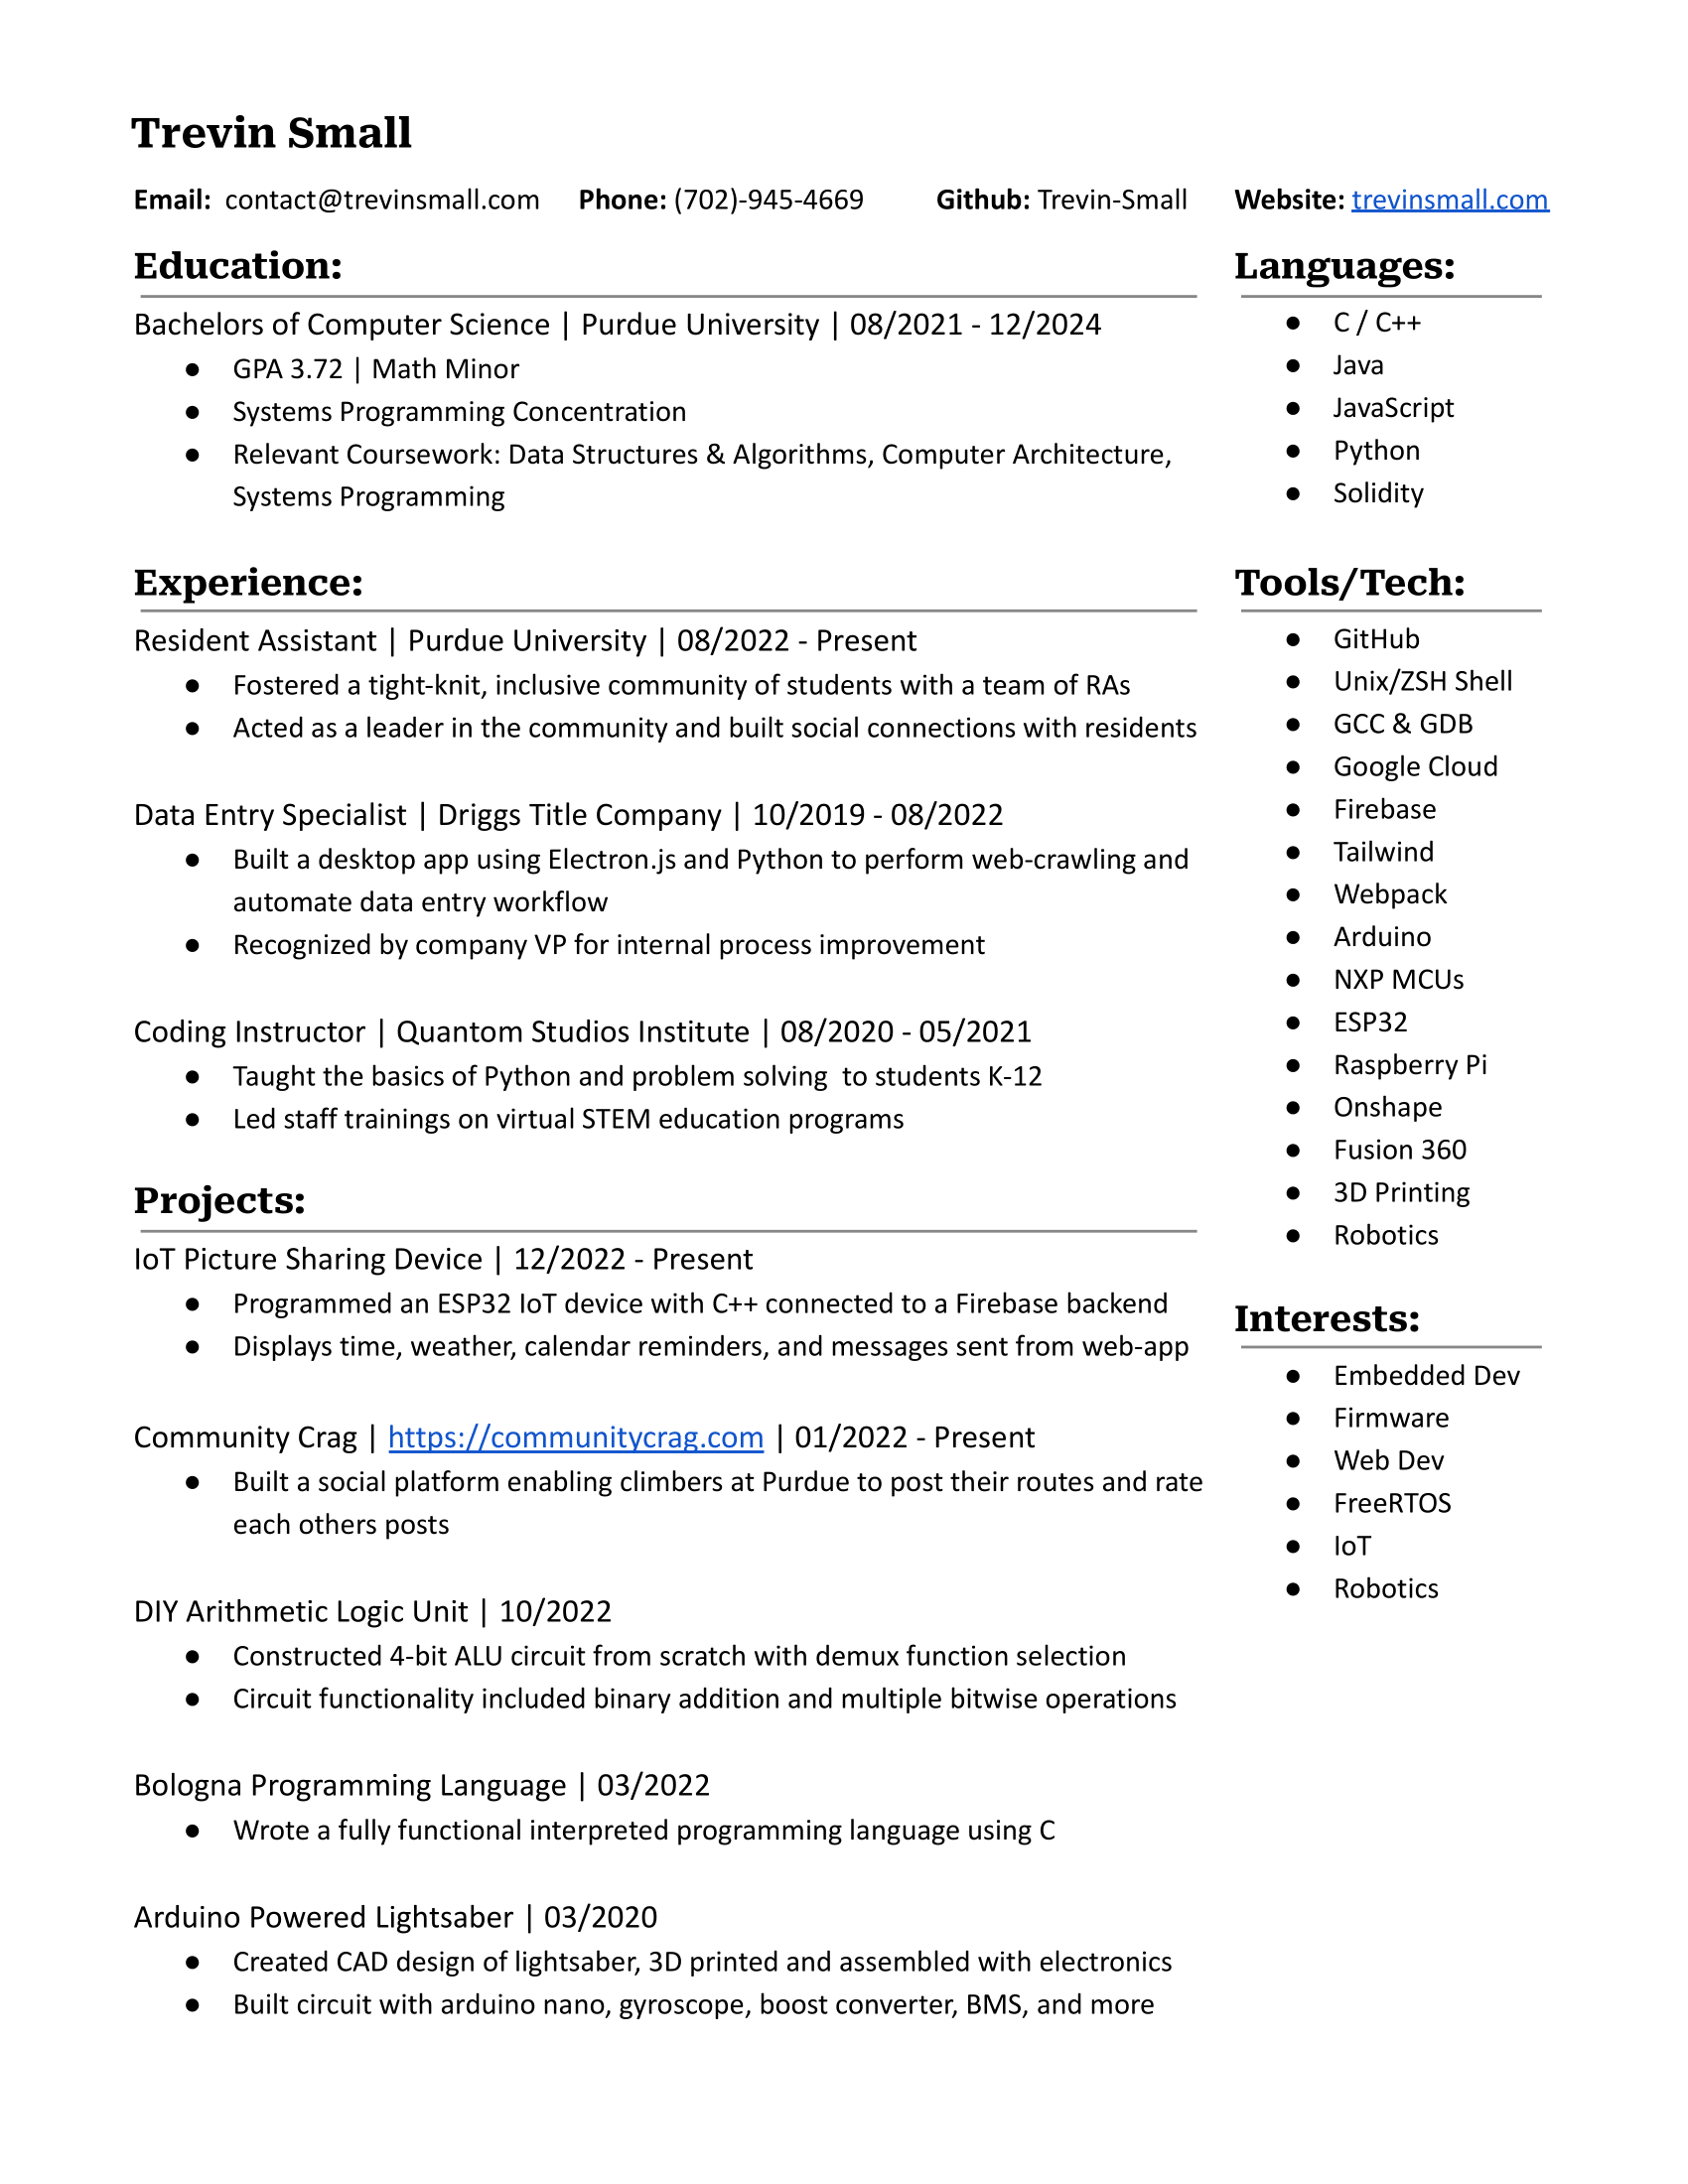 Trevin Small
Email: contact@trevinsmall.com Phone: (702)-945-4669 Github: Trevin-Small Website: trevinsmall.com
Education:
Bachelors of Computer Science | Purdue University | 08/2021 - 12/2024
● GPA 3.72 | Math Minor
● Systems Programming Concentration
● Relevant Coursework: Data Structures & Algorithms, Computer Architecture,
Systems Programming
Experience:
Resident Assistant | Purdue University | 08/2022 - Present
● Fostered a tight-knit, inclusive community of students with a team of RAs
● Acted as a leader in the community and built social connections with residents
Data Entry Specialist | Driggs Title Company | 10/2019 - 08/2022
● Built a desktop app using Electron.js and Python to perform web-crawling and
automate data entry workflow
● Recognized by company VP for internal process improvement
Coding Instructor | Quantom Studios Institute | 08/2020 - 05/2021
● Taught the basics of Python and problem solving  to students K-12
● Led staff trainings on virtual STEM education programs
Projects:
IoT Picture Sharing Device | 12/2022 - Present
● Programmed an ESP32 IoT device with C++ connected to a Firebase backend
● Displays time, weather, calendar reminders, and messages sent from web-app
Community Crag | https://communitycrag.com | 01/2022 - Present
● Built a social platform enabling climbers at Purdue to post their routes and rate
each others posts
DIY Arithmetic Logic Unit | 10/2022
● Constructed 4-bit ALU circuit from scratch with demux function selection
● Circuit functionality included binary addition and multiple bitwise operations
Bologna Programming Language | 03/2022
● Wrote a fully functional interpreted programming language using C
Arduino Powered Lightsaber | 03/2020
● Created CAD design of lightsaber, 3D printed and assembled with electronics
● Built circuit with arduino nano, gyroscope, boost converter, BMS, and more
Languages:
● C / C++
● Java
● JavaScript
● Python
● Solidity
Tools/Tech:
● GitHub
● Unix/ZSH Shell
● GCC & GDB
● Google Cloud
● Firebase
● Tailwind
● Webpack
● Arduino
● NXP MCUs
● ESP32
● Raspberry Pi
● Onshape
● Fusion 360
● 3D Printing
● Robotics
Interests:
● Embedded Dev
● Firmware
● Web Dev
● FreeRTOS
● IoT
● Robotics